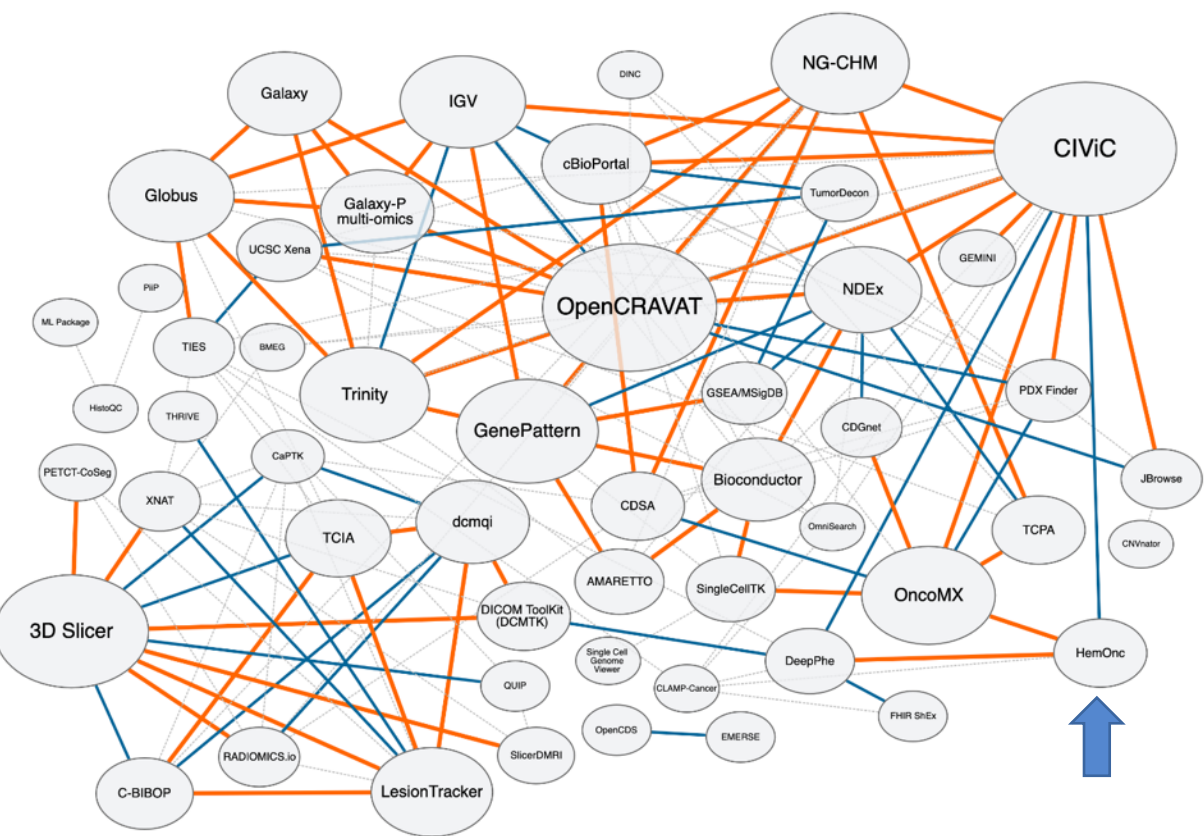 NG-CHM
DINC
Galaxy
IGV
CIViC
cBioPortal
Globus
Galaxy-P
multi-omics
TumorDecon
UCSC Xena
GEMINI
PiiP
NDEx
OpenCRAVAT
ML Package
TIES
BMEG
Trinity
GSEA/MSigDB
PDX Finder
HistoQC
THRIVE
GenePattern
CDGnet
CaPTK
PETCT-CoSeg
Bioconductor
JBrowse
XNAT
CDSA
dcmqi
TCIA
OmniSearch
TCPA
CNVnator
AMARETTO
SingleCellTK
OncoMX
DICOM ToolKit
(DCMTK)
3D Slicer
HemOnc
Single Cell
Genome
Viewer
DeepPhe
QUIP
CLAMP-Cancer
FHIR ShEx
OpenCDS
EMERSE
RADIOMICS.io
SlicerDMRI
C-BIBOP
LesionTracker